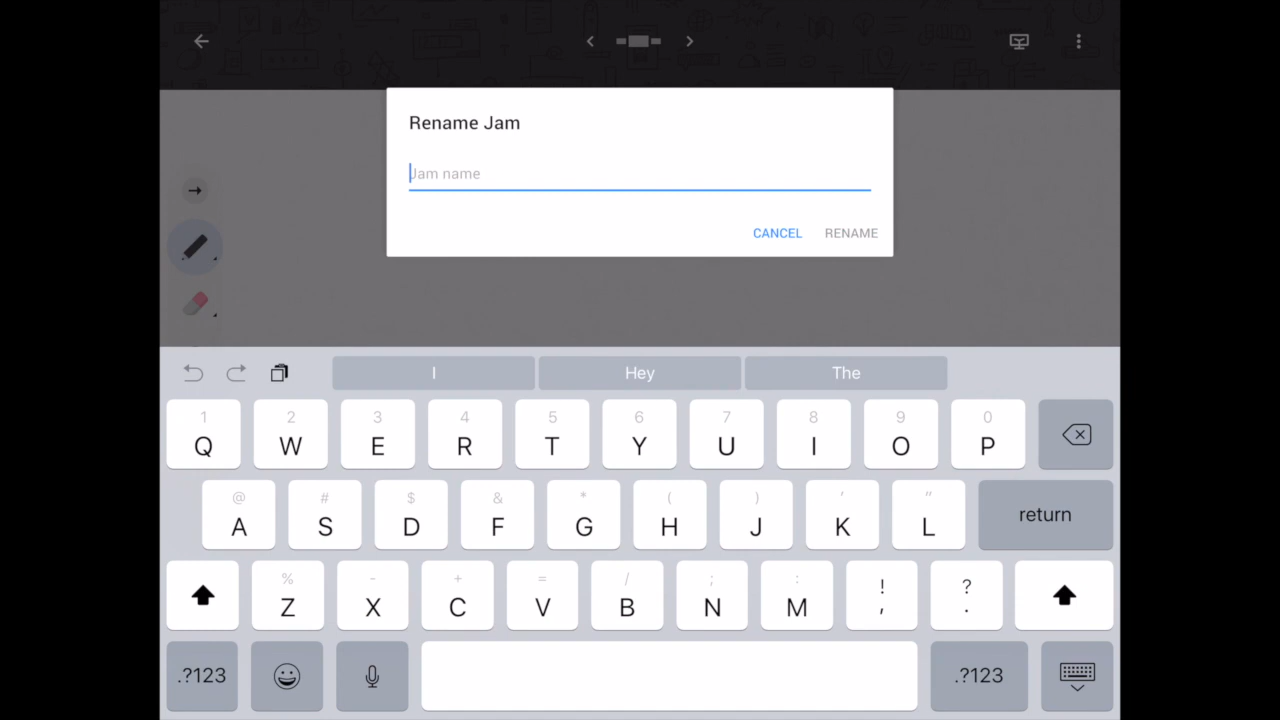 Rename Jam
Jam name
CANCEL RENAME
I Hey The
1 2 3 4 5 6 7 8 9 0
Q W E R T Y U I O P
@ # $ & * ( ) ' "
A S D F G H J K L return
% - + = / ; : ! ?
Z X C V B N M , .
.?123 .?123